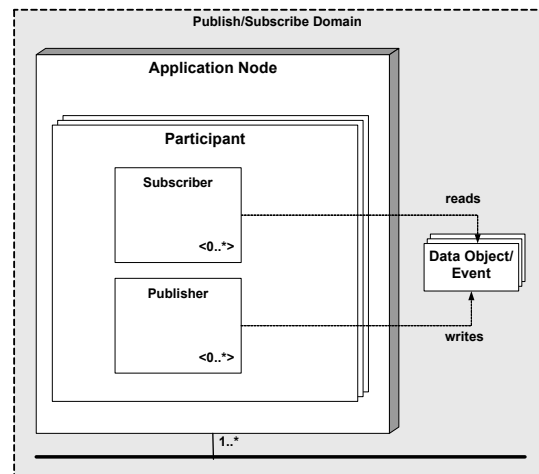 Publish/Subscribe Domain
Application Node
Participant
Subscriber
<0..*>
reads
Data Object/
Event
Publisher
<0..*>
writes
1..*